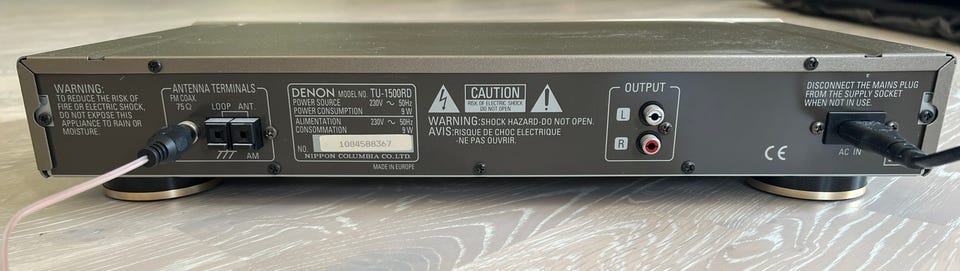 WARNING:
TO REDUCE THE RISK OF
FIRE OR ELECTRIC SHOCK,
DO NOT EXPOSE THIS
APPLIANCE TO RAIN OR
MOISTURE.
ANTENNA TERMINALS
FM COAX.
75Ω
LOOP ANT.
AM
DENON MODEL NO. TU-1500RD
POWER SOURCE 230V ~ 50Hz
POWER CONSUMPTION 9W
ALIMENTATION 230V ~ 50Hz
CONSOMMATION 9W
NO. 1084588367
NIPPON COLUMBIA CO., LTD.
MADE IN EUROPE
CAUTION
RISK OF ELECTRIC SHOCK
DO NOT OPEN
WARNING:SHOCK HAZARD-DO NOT OPEN.
AVIS:RISQUE DE CHOC ELECTRIQUE
-NE PAS OUVRIR.
OUTPUT
L
R
DISCONNECT THE MAINS PLUG
FROM THE SUPPLY SOCKET
WHEN NOT IN USE.
CE
AC IN